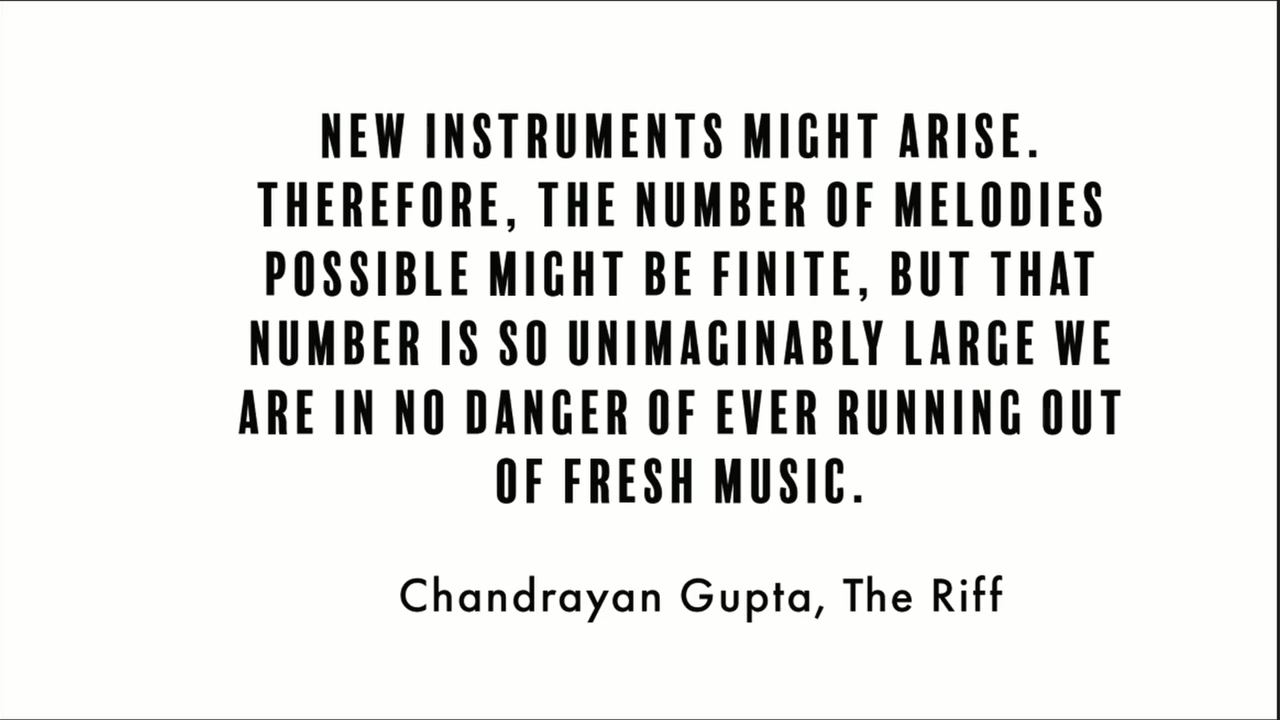 NEW INSTRUMENTS MIGHT ARISE.
THEREFORE, THE NUMBER OF MELODIES
POSSIBLE MIGHT BE FINITE, BUT THAT
NUMBER IS SO UNIMAGINABLY LARGE WE
ARE IN NO DANGER OF EVER RUNNING OUT
OF FRESH MUSIC.
Chandrayan Gupta, The Riff